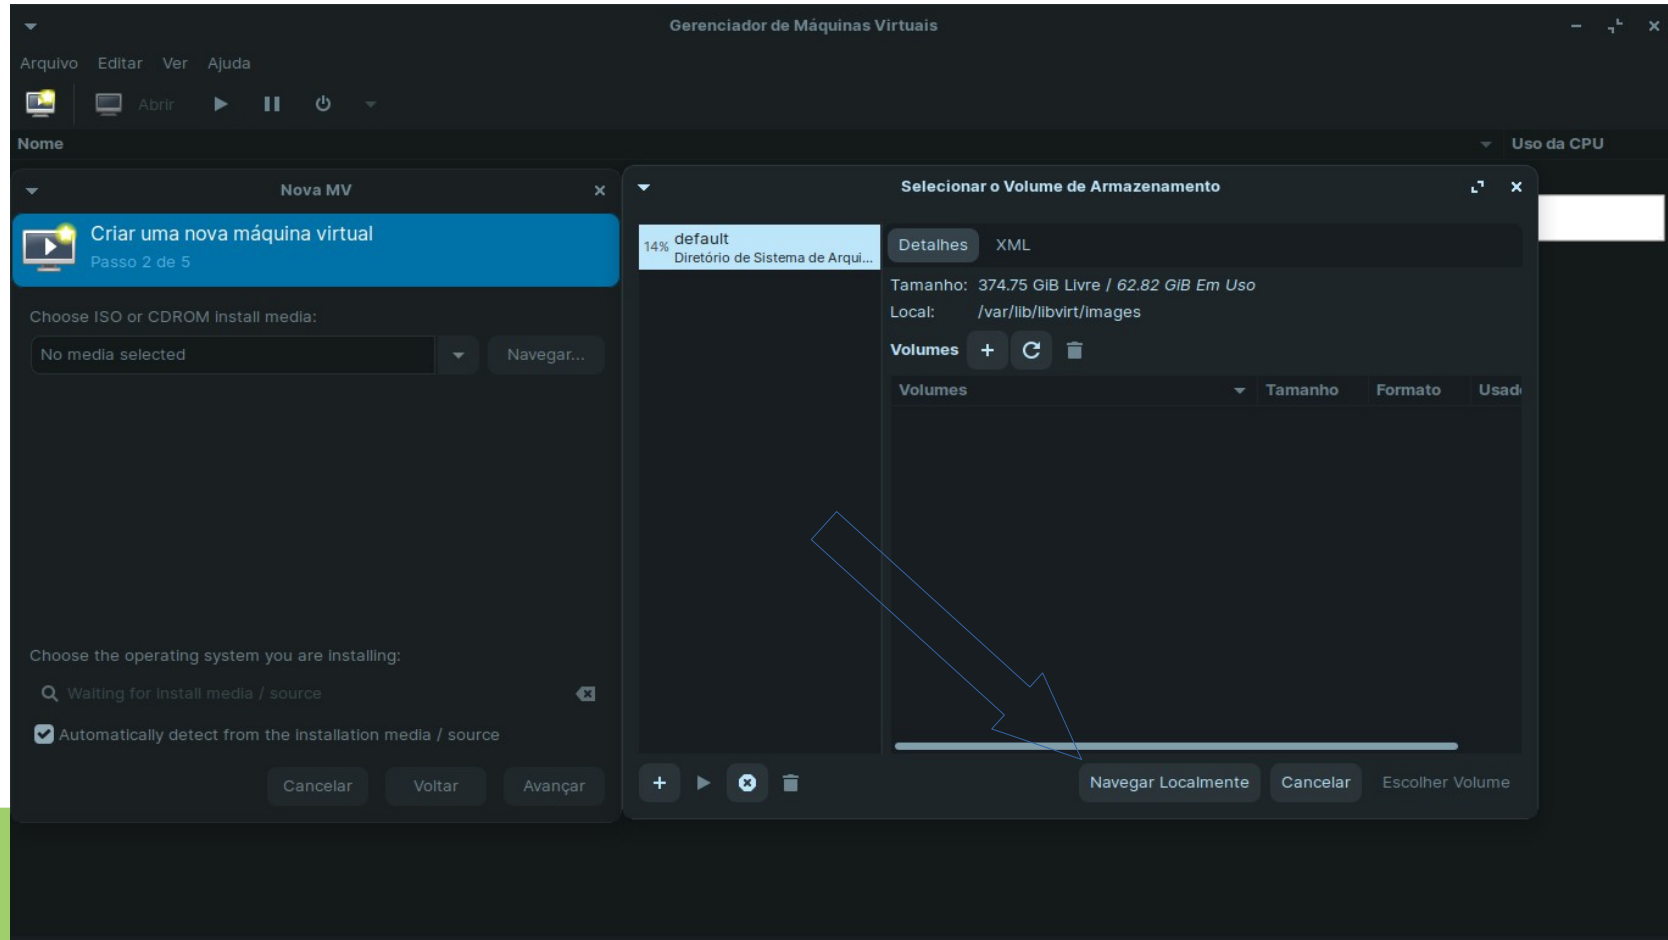 Gerenciador de Máquinas Virtuais
Arquivo Editar Ver Ajuda
Abrir
Nome Uso da CPU
Nova MV
Criar uma nova máquina virtual
Passo 2 de 5
Choose ISO or CDROM install media:
No media selected Navegar...
Choose the operating system you are installing:
Waiting for install media / source
Automatically detect from the installation media / source
Cancelar Voltar Avançar
Selecionar o Volume de Armazenamento
14% default
Diretório de Sistema de Arqui...
Detalhes XML
Tamanho: 374.75 GiB Livre / 62.82 GiB Em Uso
Local: /var/lib/libvirt/images
Volumes
Volumes Tamanho Formato Usad
Navegar Localmente Cancelar Escolher Volume